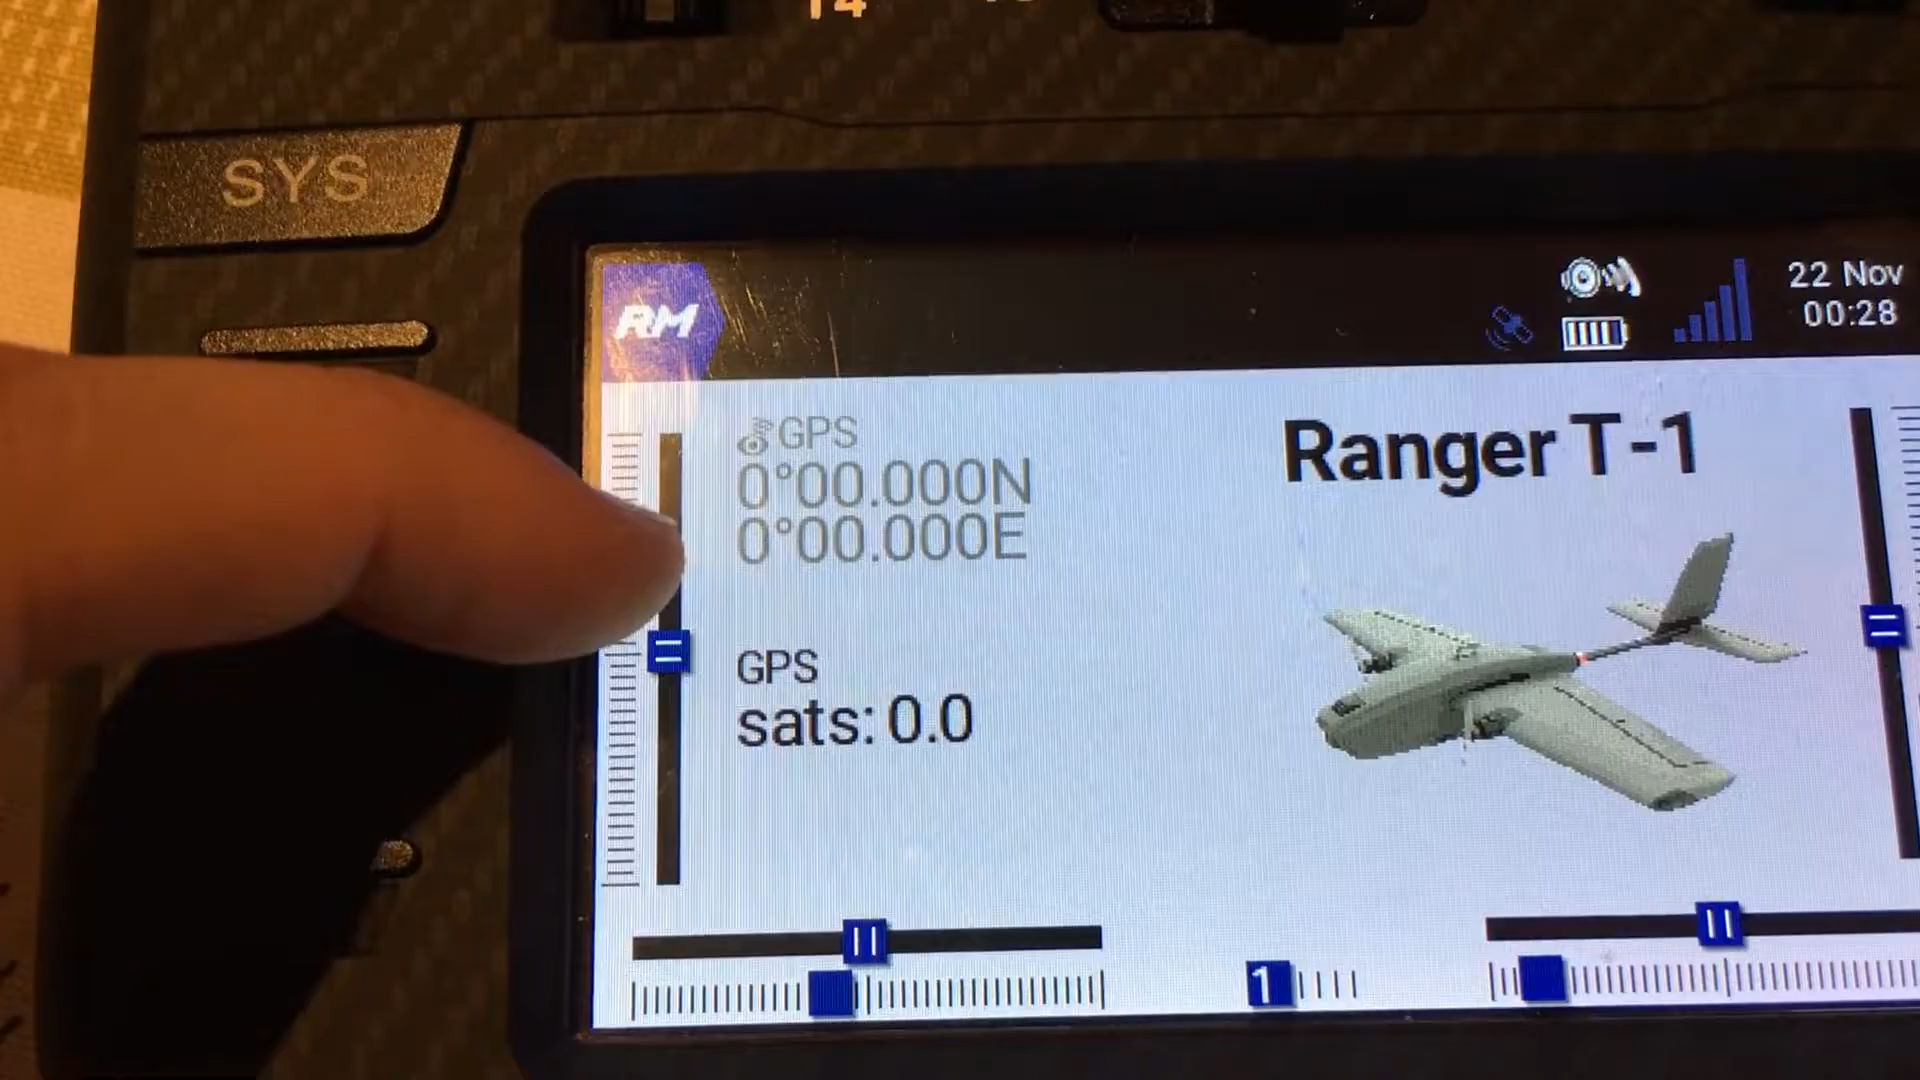 T4
SYS
RM
22 Nov
00:28
GPS
0°00.000N
0°00.000E
Ranger T-1
GPS
sats: 0.0
1